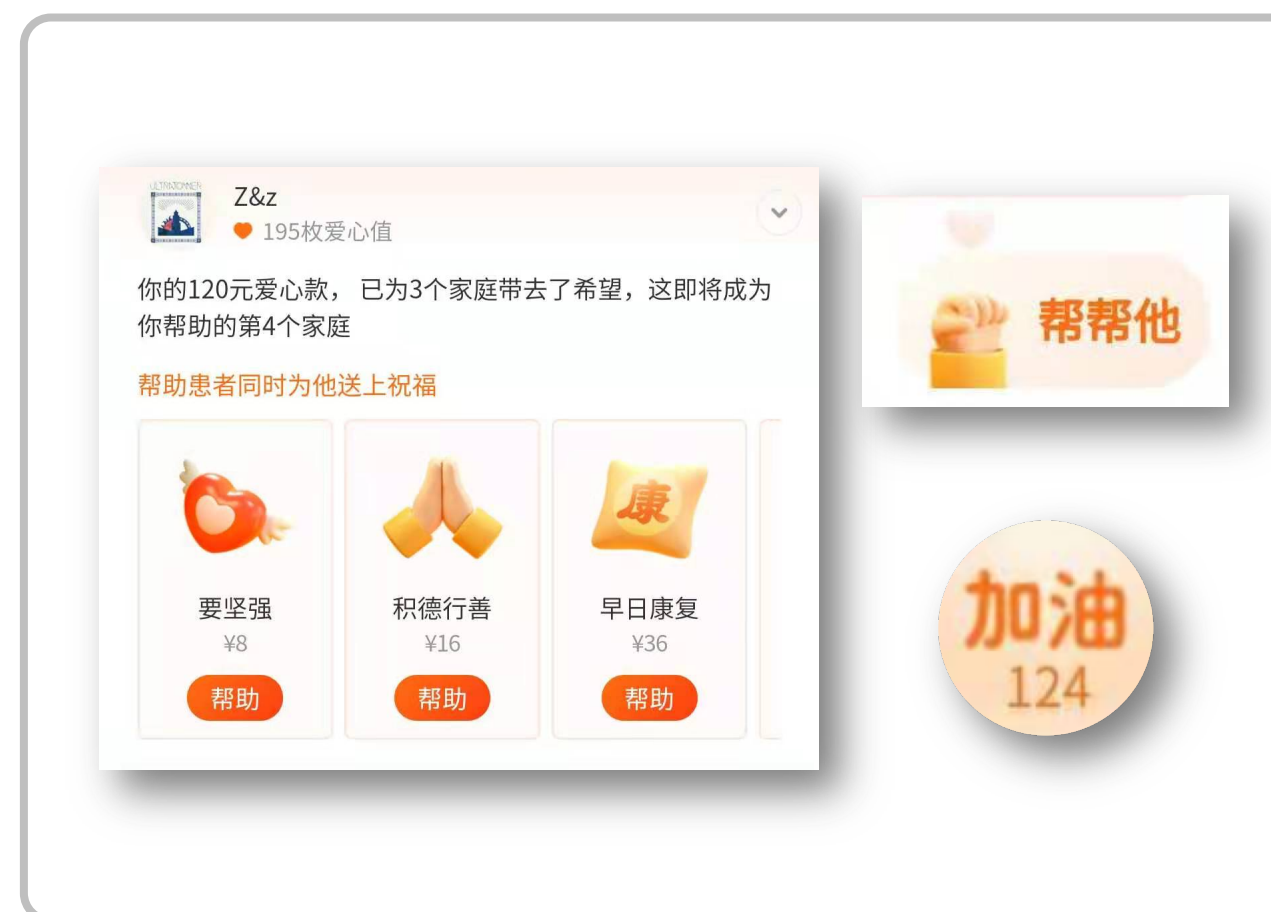 ULTRAJONNER
Z&z
195枚爱心值
你的120元爱心款， 已为3个家庭带去了希望，这即将成为
你帮助的第4个家庭
帮助患者同时为他送上祝福
康
要坚强
积德行善
早日康复
¥8
¥16
¥36
帮助
帮助
帮助
帮帮他
加油
124